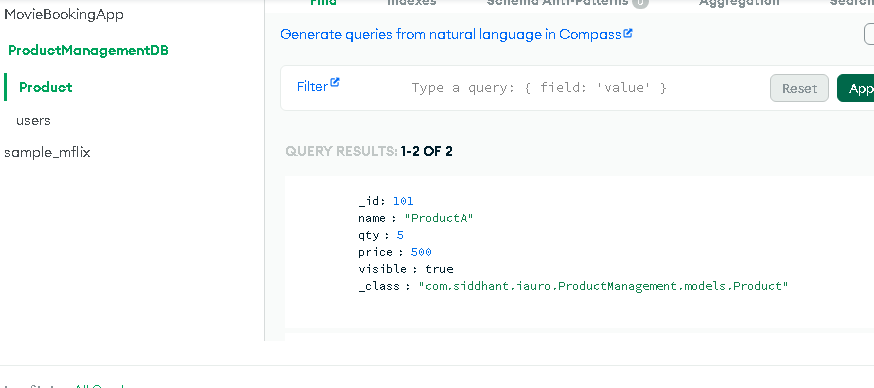 Find Indexes Schema Anti-Patterns 0 Aggregation Search
MovieBookingApp
ProductManagementDB
Product
users
sample_mflix
Generate queries from natural language in Compass
Filter Type a query: { field: 'value' } Reset App
QUERY RESULTS: 1-2 OF 2
_id: 101
name : "ProductA"
qty : 5
price : 500
visible : true
_class : "com.siddhant.iauro.ProductManagement.models.Product"